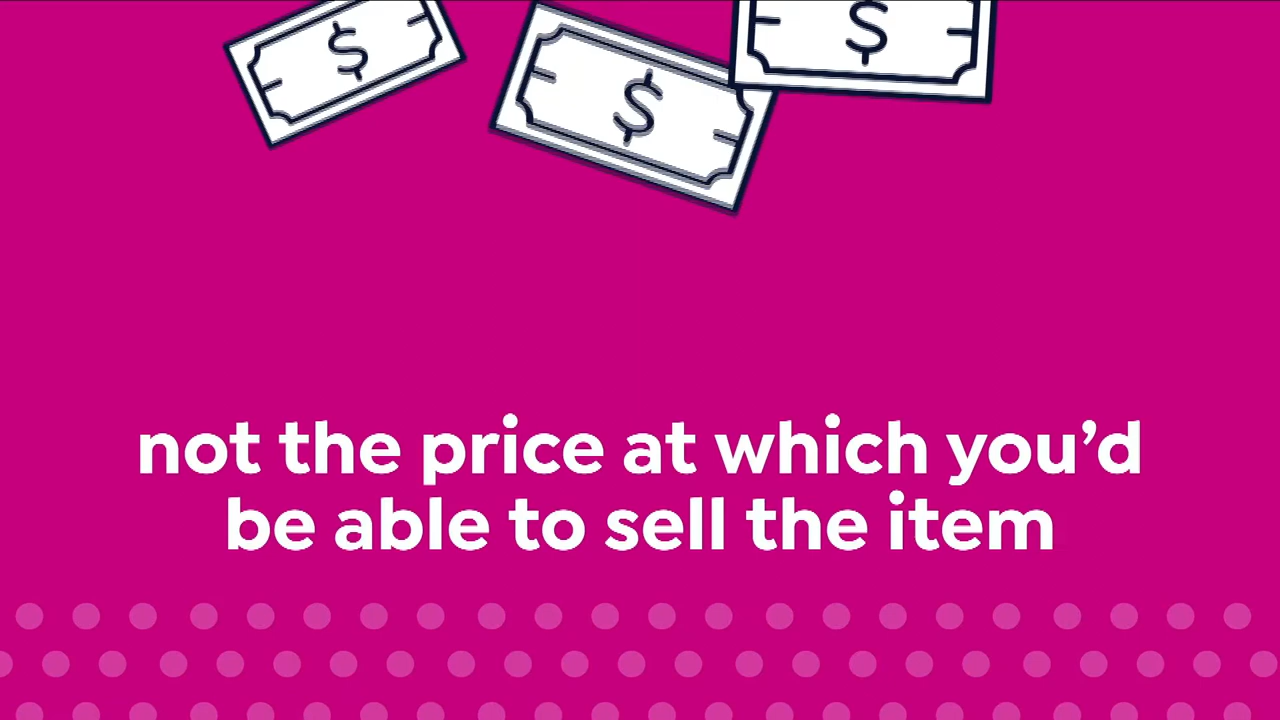 $
$
$
not the price at which you’d
be able to sell the item